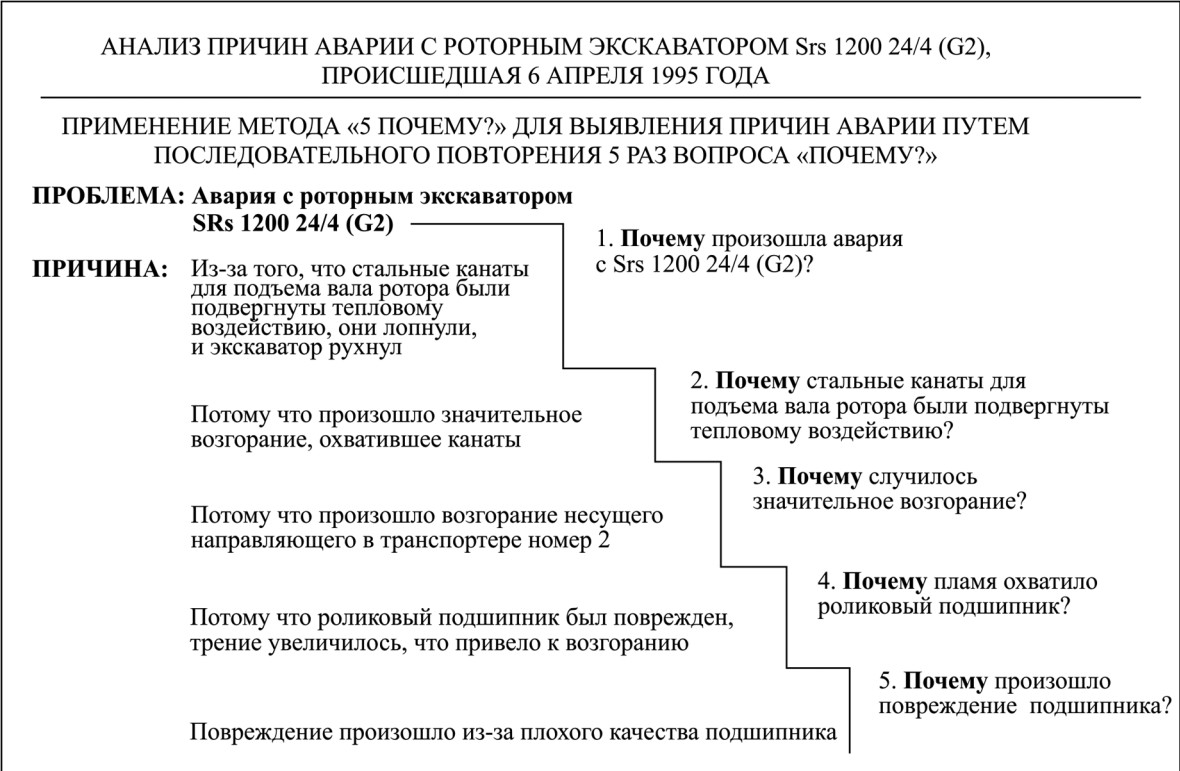 АНАЛИЗ ПРИЧИН АВАРИИ С РОТОРНЫМ ЭКСКАВАТОРОМ Srs 1200 24/4 (G2),
ПРОИСШЕДШАЯ 6 АПРЕЛЯ 1995 ГОДА
ПРИМЕНЕНИЕ МЕТОДА «5 ПОЧЕМУ?» ДЛЯ ВЫЯВЛЕНИЯ ПРИЧИН АВАРИИ ПУТЕМ
ПОСЛЕДОВАТЕЛЬНОГО ПОВТОРЕНИЯ 5 РАЗ ВОПРОСА «ПОЧЕМУ?»
ПРОБЛЕМА: Авария с роторным экскаватором
SRs 1200 24/4 (G2)
1. Почему произошла авария
с Srs 1200 24/4 (G2)?
ПРИЧИНА: Из-за того, что стальные канаты
для подъема вала ротора были
подвергнуты тепловому
воздействию, они лопнули,
и экскаватор рухнул
2. Почему стальные канаты для
подъема вала ротора были подвергнуты
тепловому воздействию?
Потому что произошло значительное
возгорание, охватившее канаты
3. Почему случилось
значительное возгорание?
Потому что произошло возгорание несущего
направляющего в транспортере номер 2
4. Почему пламя охватило
роликовый подшипник?
Потому что роликовый подшипник был поврежден,
трение увеличилось, что привело к возгоранию
5. Почему произошло
повреждение подшипника?
Повреждение произошло из-за плохого качества подшипника